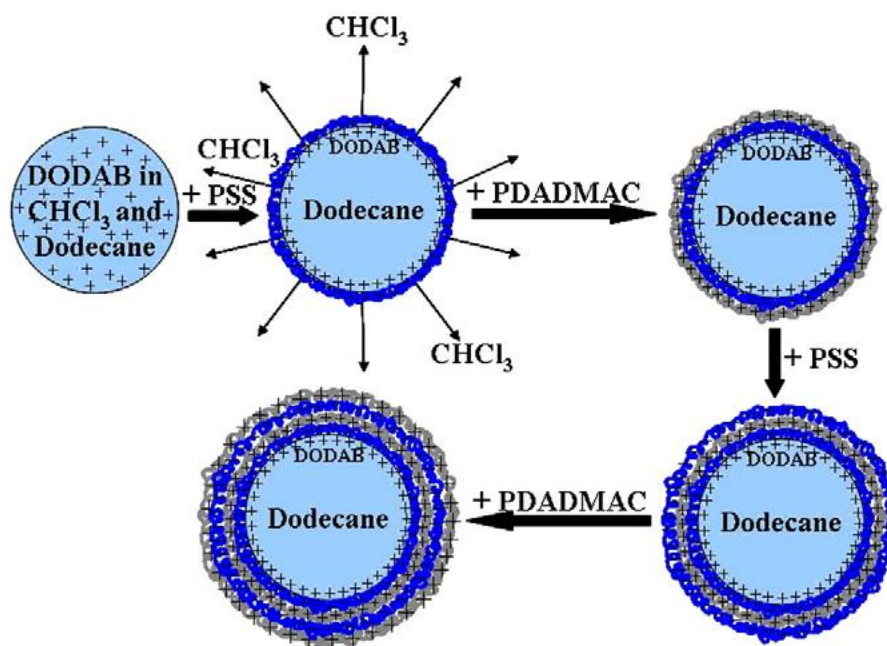 CHCl₃
DODAB in
CHCl₃ and
Dodecane
+ PSS
CHCl₃
DODAB
Dodecane
CHCl₃
+ PDADMAC
DODAB
Dodecane
+ PSS
DODAB
Dodecane
+ PDADMAC
DODAB
Dodecane